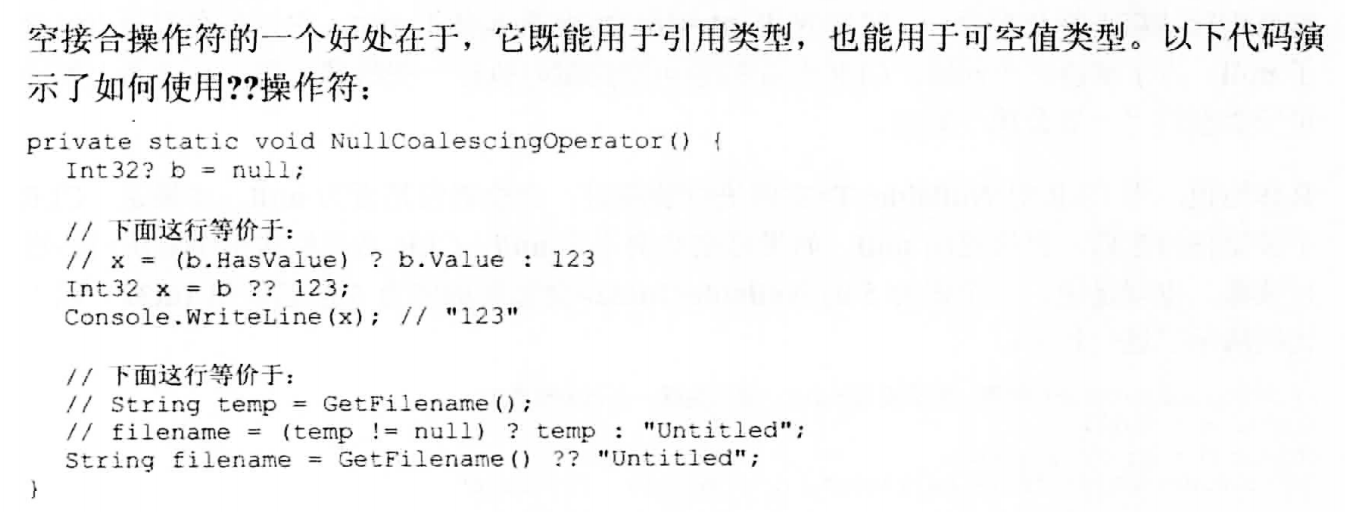 空接合操作符的一个好处在于，它既能用于引用类型，也能用于可空值类型。以下代码演
示了如何使用??操作符：
private static void NullCoalescingOperator() {
Int32? b = null;
// 下面这行等价于：
// x = (b.HasValue) ? b.Value : 123
Int32 x = b ?? 123;
Console.WriteLine(x); // "123"
// 下面这行等价于：
// String temp = GetFilename();
// filename = (temp != null) ? temp : "Untitled";
String filename = GetFilename() ?? "Untitled";
}